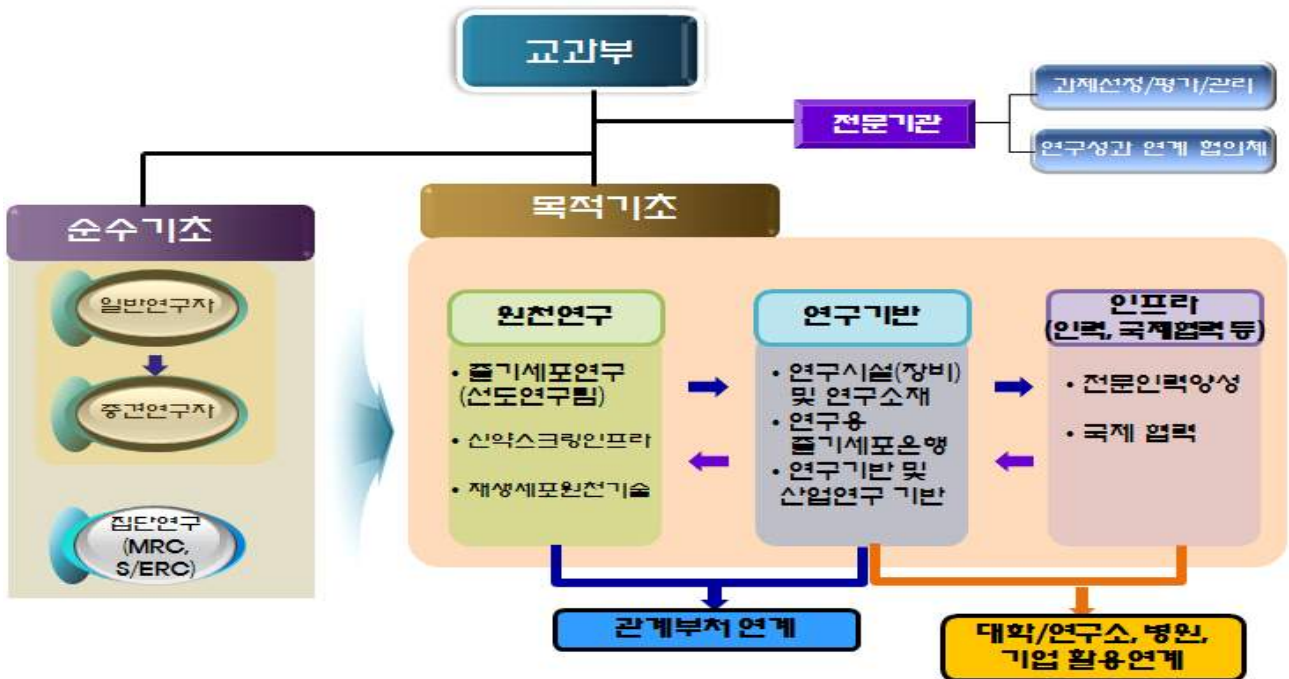 교과부
과제선정/평가/관리
전문기관
연구성과 연계 협의체
순수기초
목적기초
일반연구자
중견연구자
집단연구
(MRC,
S/ERC)
원천연구
• 줄기세포연구
(선도연구팀)
• 신약스크링인프라
• 재생세포원천기술
연구기반
• 연구시설(장비)
및 연구소재
• 연구용
줄기세포은행
• 연구기반 및
산업연구 기반
인프라
(인력, 국제협력 등)
• 전문인력양성
• 국제 협력
관계부처 연계
대학/연구소, 병원,
기업 활용연계